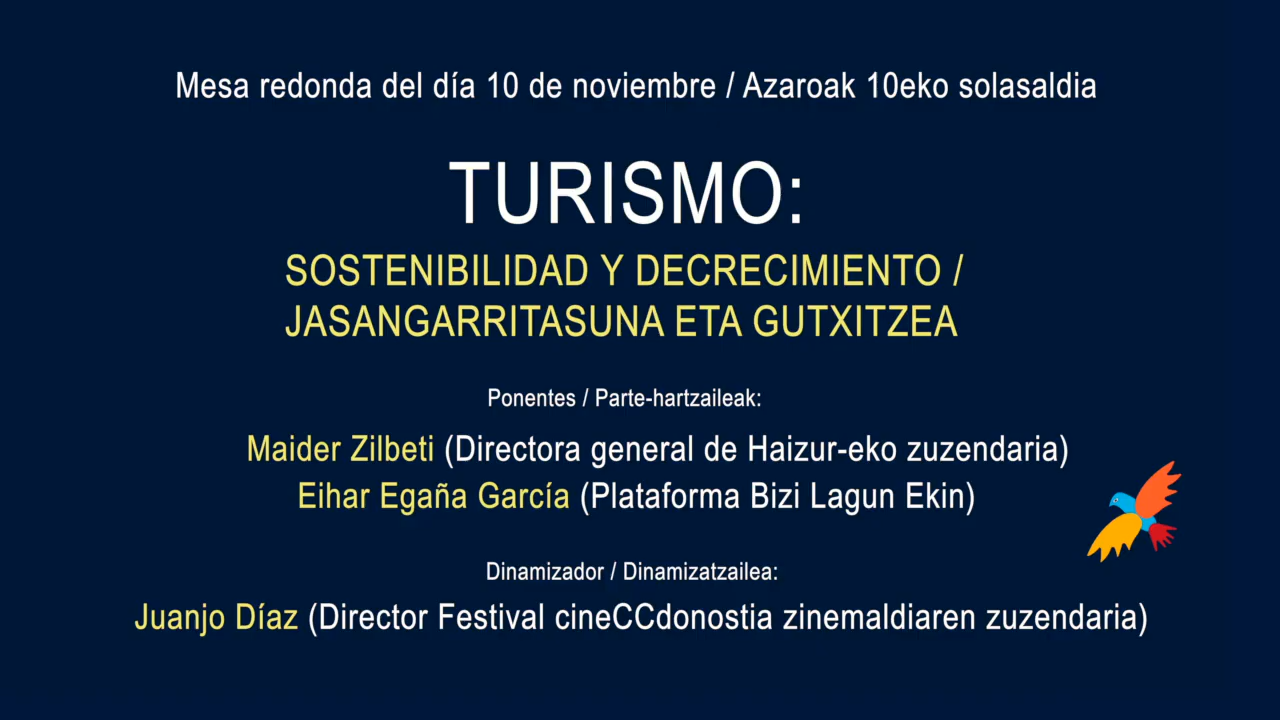 Mesa redonda del día 10 de noviembre / Azaroak 10eko solasaldia
TURISMO:
SOSTENIBILIDAD Y DECRECIMIENTO /
JASANGARRITASUNA ETA GUTXITZEA
Ponentes / Parte-hartzaileak:
Maider Zilbeti (Directora general de Haizur-eko zuzendaria)
Eihar Egaña García (Plataforma Bizi Lagun Ekin)
Dinamizador / Dinamizatzailea:
Juanjo Díaz (Director Festival cineCCdonostia zinemaldiaren zuzendaria)